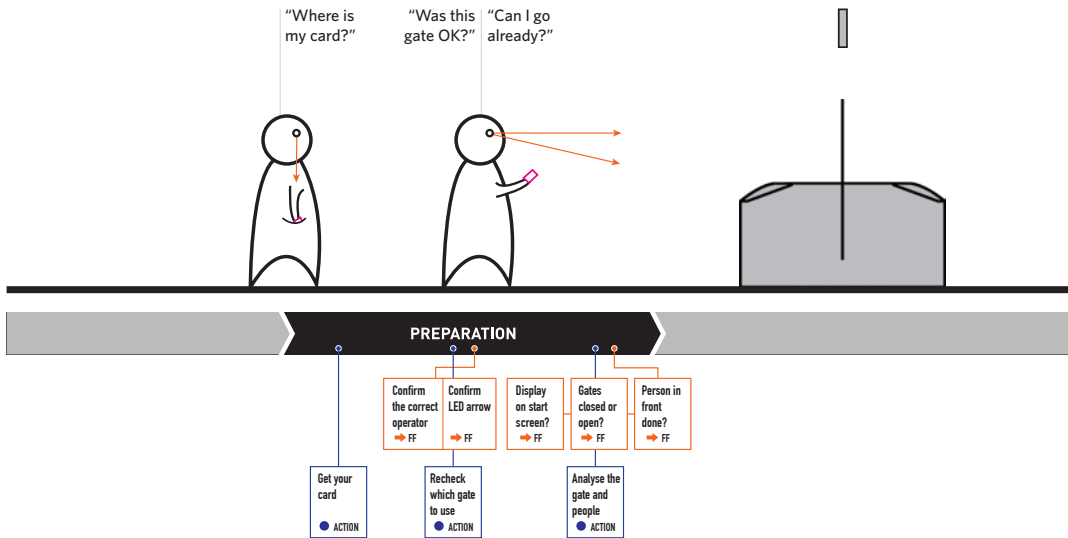 “Where is
my card?”
“Was this
gate OK?”
“Can I go
already?”
PREPARATION
Confirm
the correct
operator
FF
Confirm
LED arrow
FF
Display
on start
screen?
FF
Gates
closed or
open?
FF
Person in
front
done?
FF
Get your
card
ACTION
Recheck
which gate
to use
ACTION
Analyse the
gate and
people
ACTION